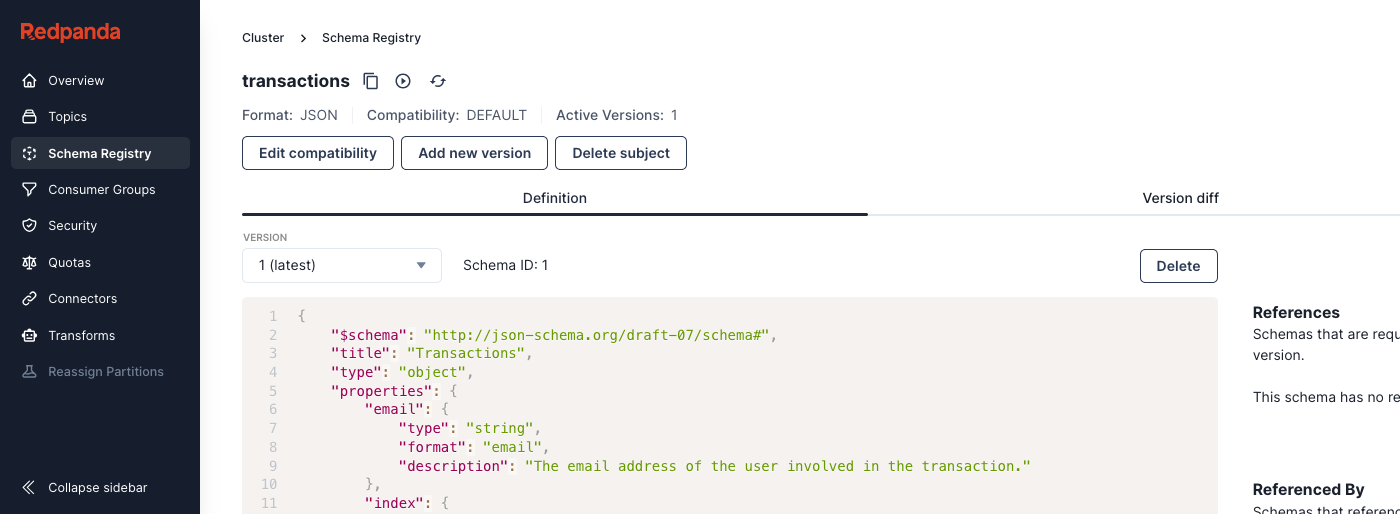 Redpanda
Overview
Topics
Schema Registry
Consumer Groups
Security
Quotas
Connectors
Transforms
Reassign Partitions
Collapse sidebar
Cluster > Schema Registry
transactions
Format: JSON Compatibility: DEFAULT Active Versions: 1
Edit compatibility Add new version Delete subject
Definition Version diff
VERSION
1 (latest) Schema ID: 1 Delete
1 {
2 "$schema": "http://json-schema.org/draft-07/schema#",
3 "title": "Transactions",
4 "type": "object",
5 "properties": {
6 "email": {
7 "type": "string",
8 "format": "email",
9 "description": "The email address of the user involved in the transaction."
10 },
11 "index": {
References
Schemas that are requ
version.
This schema has no re
Referenced By
Schemas that referenc